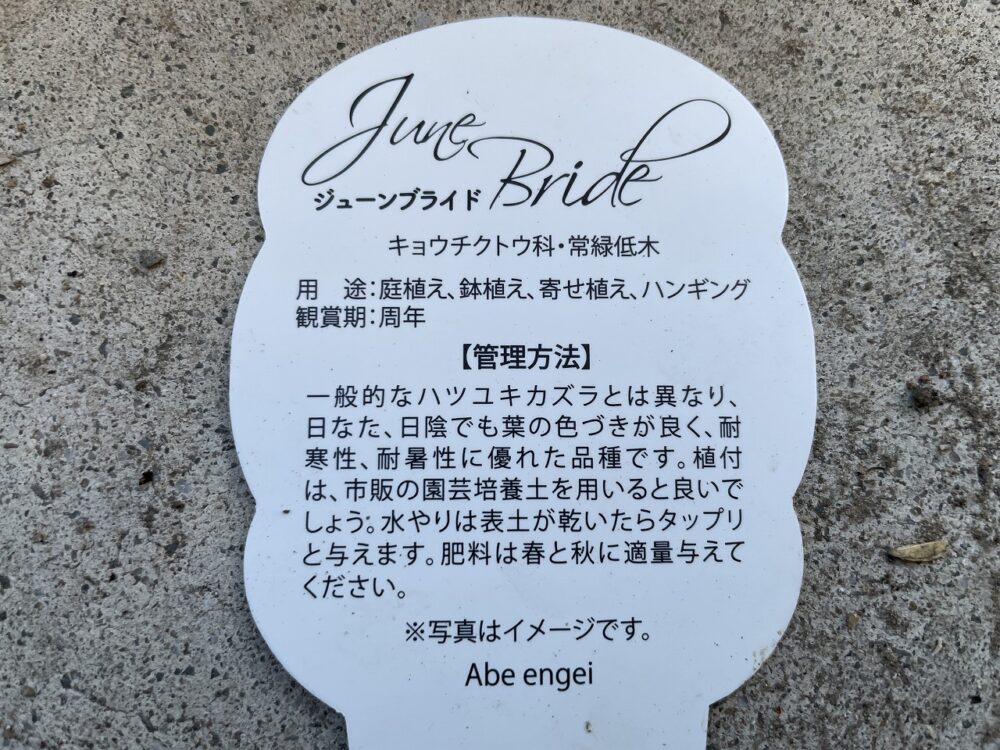 June
Bride
ジューンブライド
キョウチクトウ科・常緑低木
用　途:庭植え、鉢植え、寄せ植え、ハンギング
観賞期:周年
【管理方法】
一般的なハツユキカズラとは異なり、
日なた、日陰でも葉の色づきが良く、耐
寒性、耐暑性に優れた品種です。植付
は、市販の園芸培養土を用いると良いで
しょう。水やりは表土が乾いたらタップリ
と与えます。肥料は春と秋に適量与えて
ください。
※写真はイメージです。
Abe engei